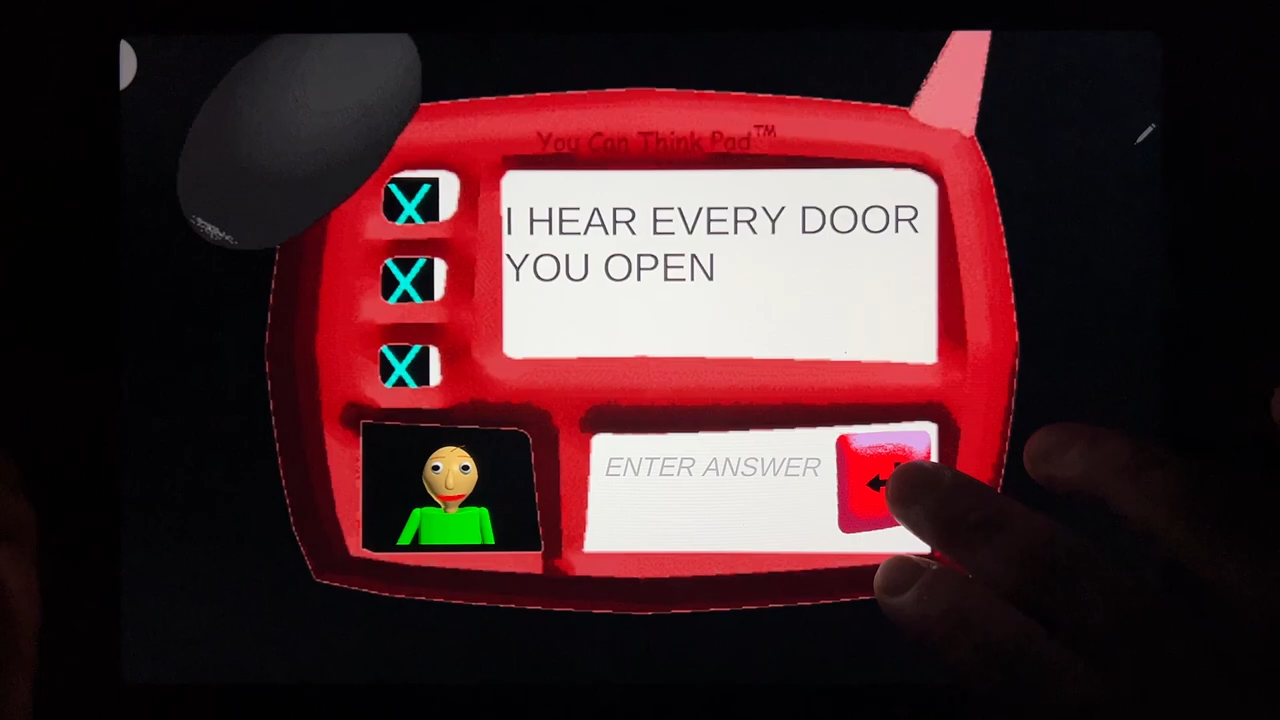 You Can Think Pad™
X
I HEAR EVERY DOOR
YOU OPEN
X
X
ENTER ANSWER